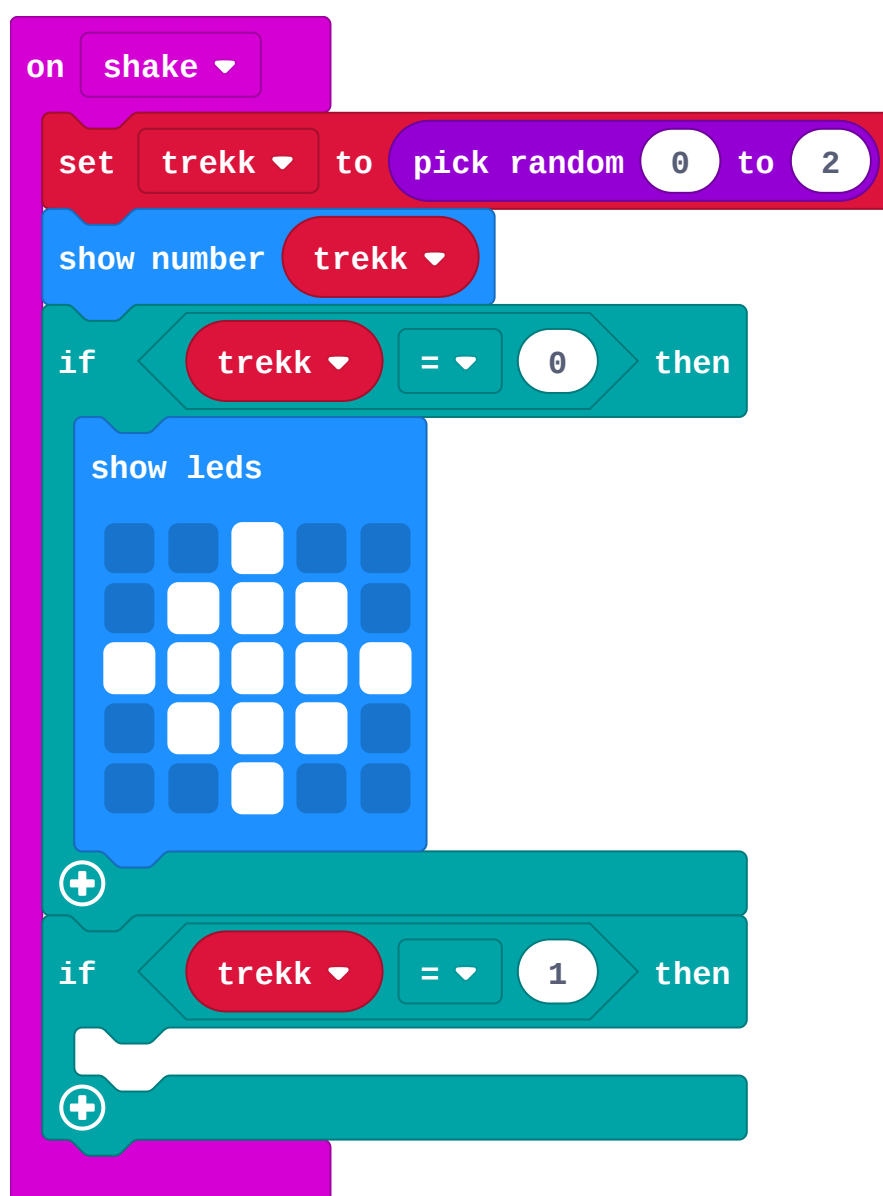 on shake
set trekk to pick random 0 to 2
show number trekk
if trekk = 0 then
show leds
if trekk = 1 then